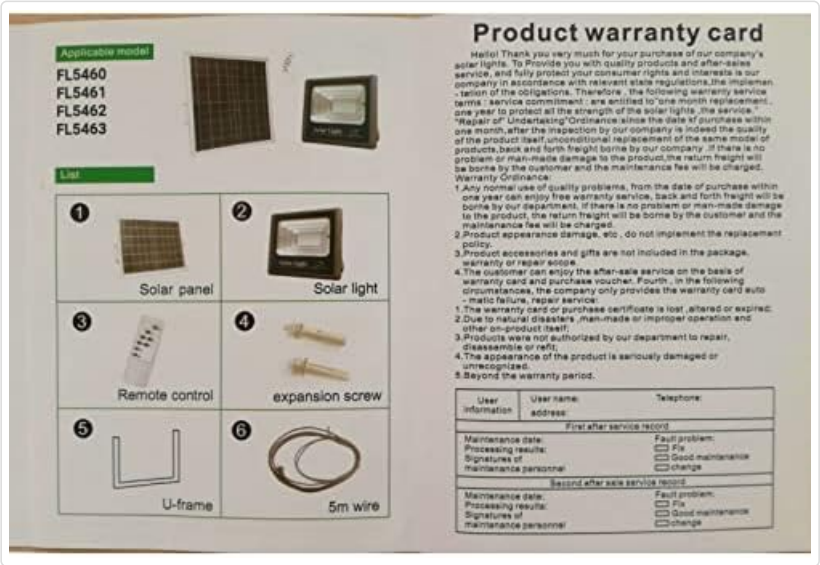 Applicable model
FL5460
FL5461
FL5462
FL5463
List
1
Solar panel
2
Solar light
3
Remote control
4
expansion screw
5
U-frame
6
5m wire
Product warranty card
Hello! Thank you very much for your purchase of our company's
solar lights. To Provide you with quality products and after-sales
service, and fully protect your consumer rights and interests is our
company in accordance with relevant state regulations,the implemen
- tation of the obligations. Therefore , the following warranty service
terms : service commitment : are entitled to"one month replacement ,
one year to protect all the strength of the solar lights ,the service."
"Repair of" Undertaking"Ordinance :since the date kf purchase within
one month,after the inspection by our company is indeed the quality
of the product itself,unconditional replacement of the same model of
products,back and forth freight borne by our company .If there is no
problem or man-made damage to the product,the return freight will
be borne by the customer and the maintenance fee will be charged.
Warranty Ordinance:
1.Any normal use of quality problems, from the date of purchase within
one year can enjoy free warranty service, back and forth freight will be
borne by our department. If there is no problem or man-made damage
to the product, the return freight will be borne by the customer and the
maintenance fee will be charged.
2.Product eppearance damage, etc , do not implement the replacement
policy.
3.Product accessories and gifts are not included in the package,
warranty or repair scope.
4.The customer can enjoy the after-sale service on the basis of
warranty card and purchase voucher. Fourth , in the following
circumstances, the company only provides the warranty card auto
- matic failure, repair service:
1.The warranty card or purchase certificate is lost ,altered or expired;
2.Due to natural disasters ,man-made or improper operation and
other on-product itself;
3.Products were not authorized by our department to repair,
disassemble or refit;
4.The appearance of the product is seriously damaged or
unrecognized.
5.Beyond the warranty period.
User information
User name:
Telephone:
address:
First after service record
Maintenance date:
Fault problem:
Processing results:
Fix
Signatures of
Good maintenance
maintenance personnel
change
Second after sale service record
Maintenance date:
Fault problem:
Processing results:
Fix
Signatures of
Good maintenance
maintenance personnel
change